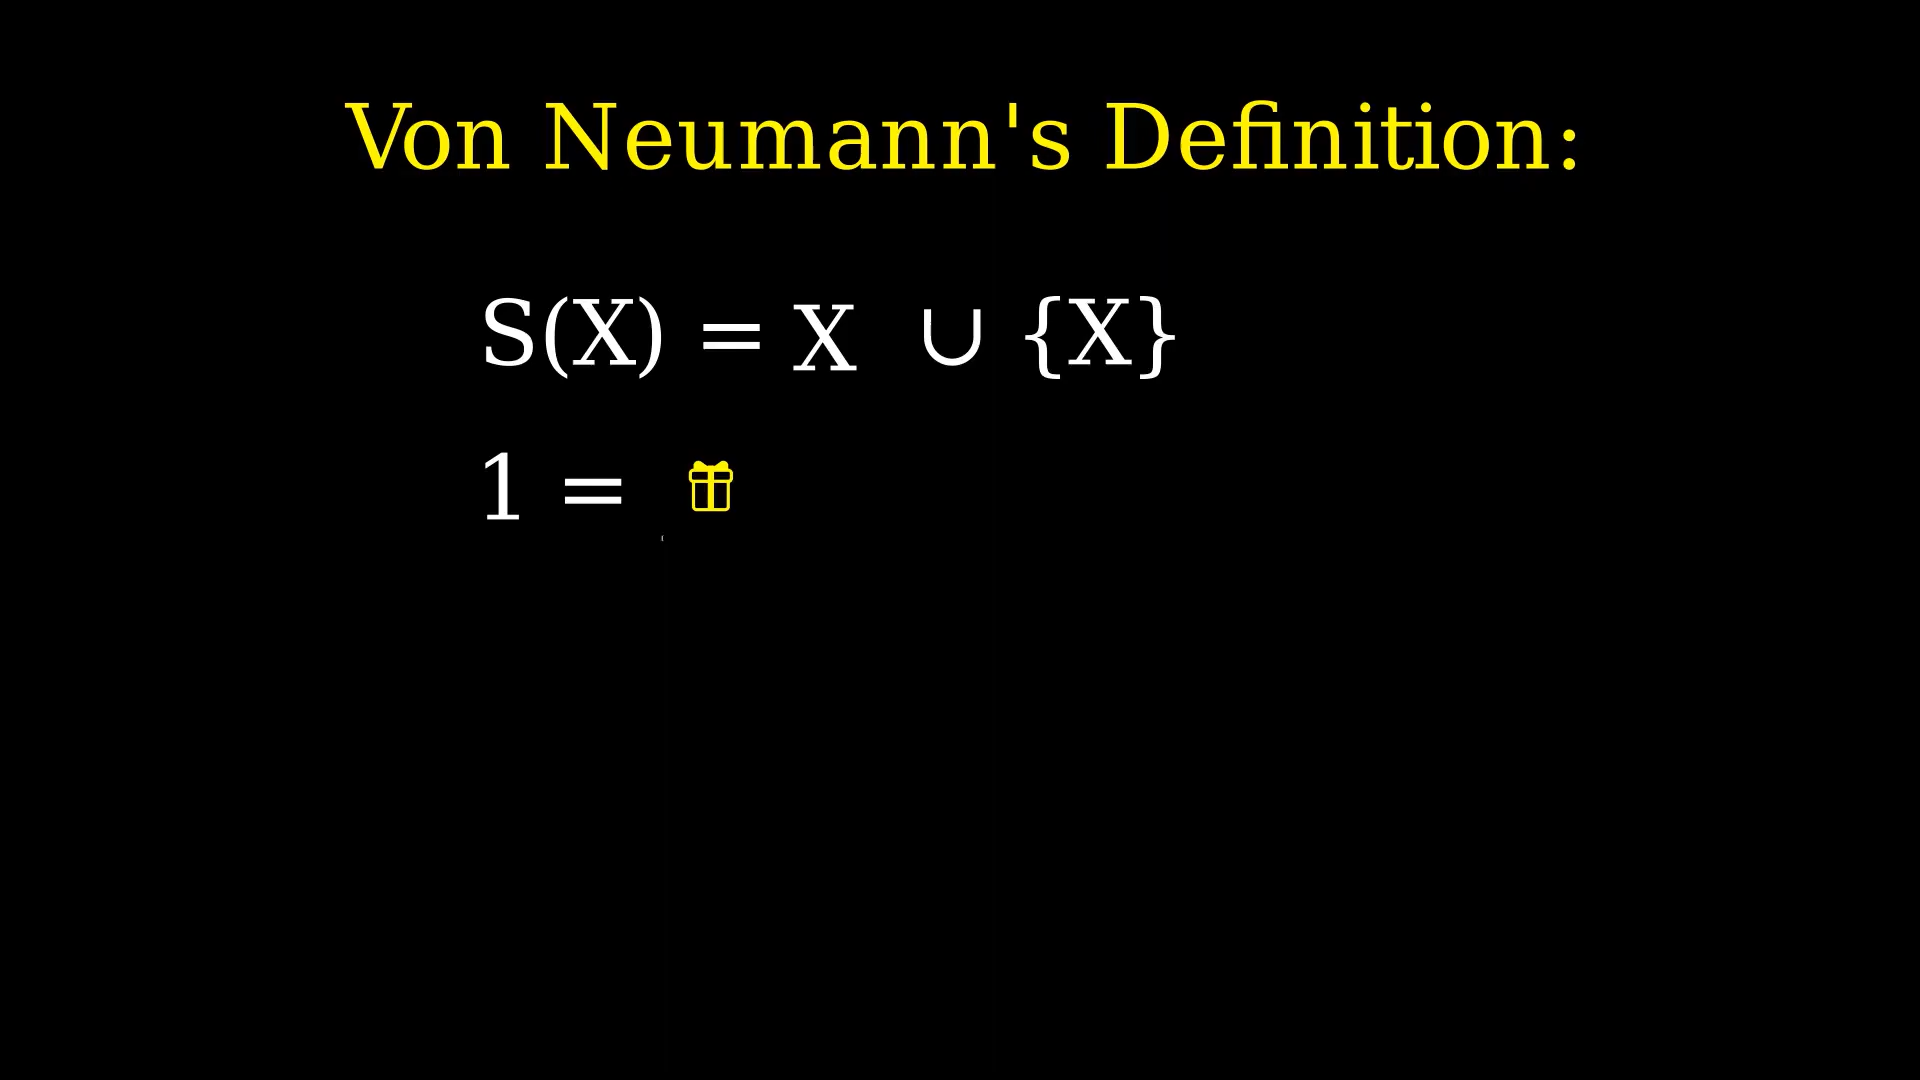 Von Neumann's Definition:
S(X) = X ∪ {X}
1 =